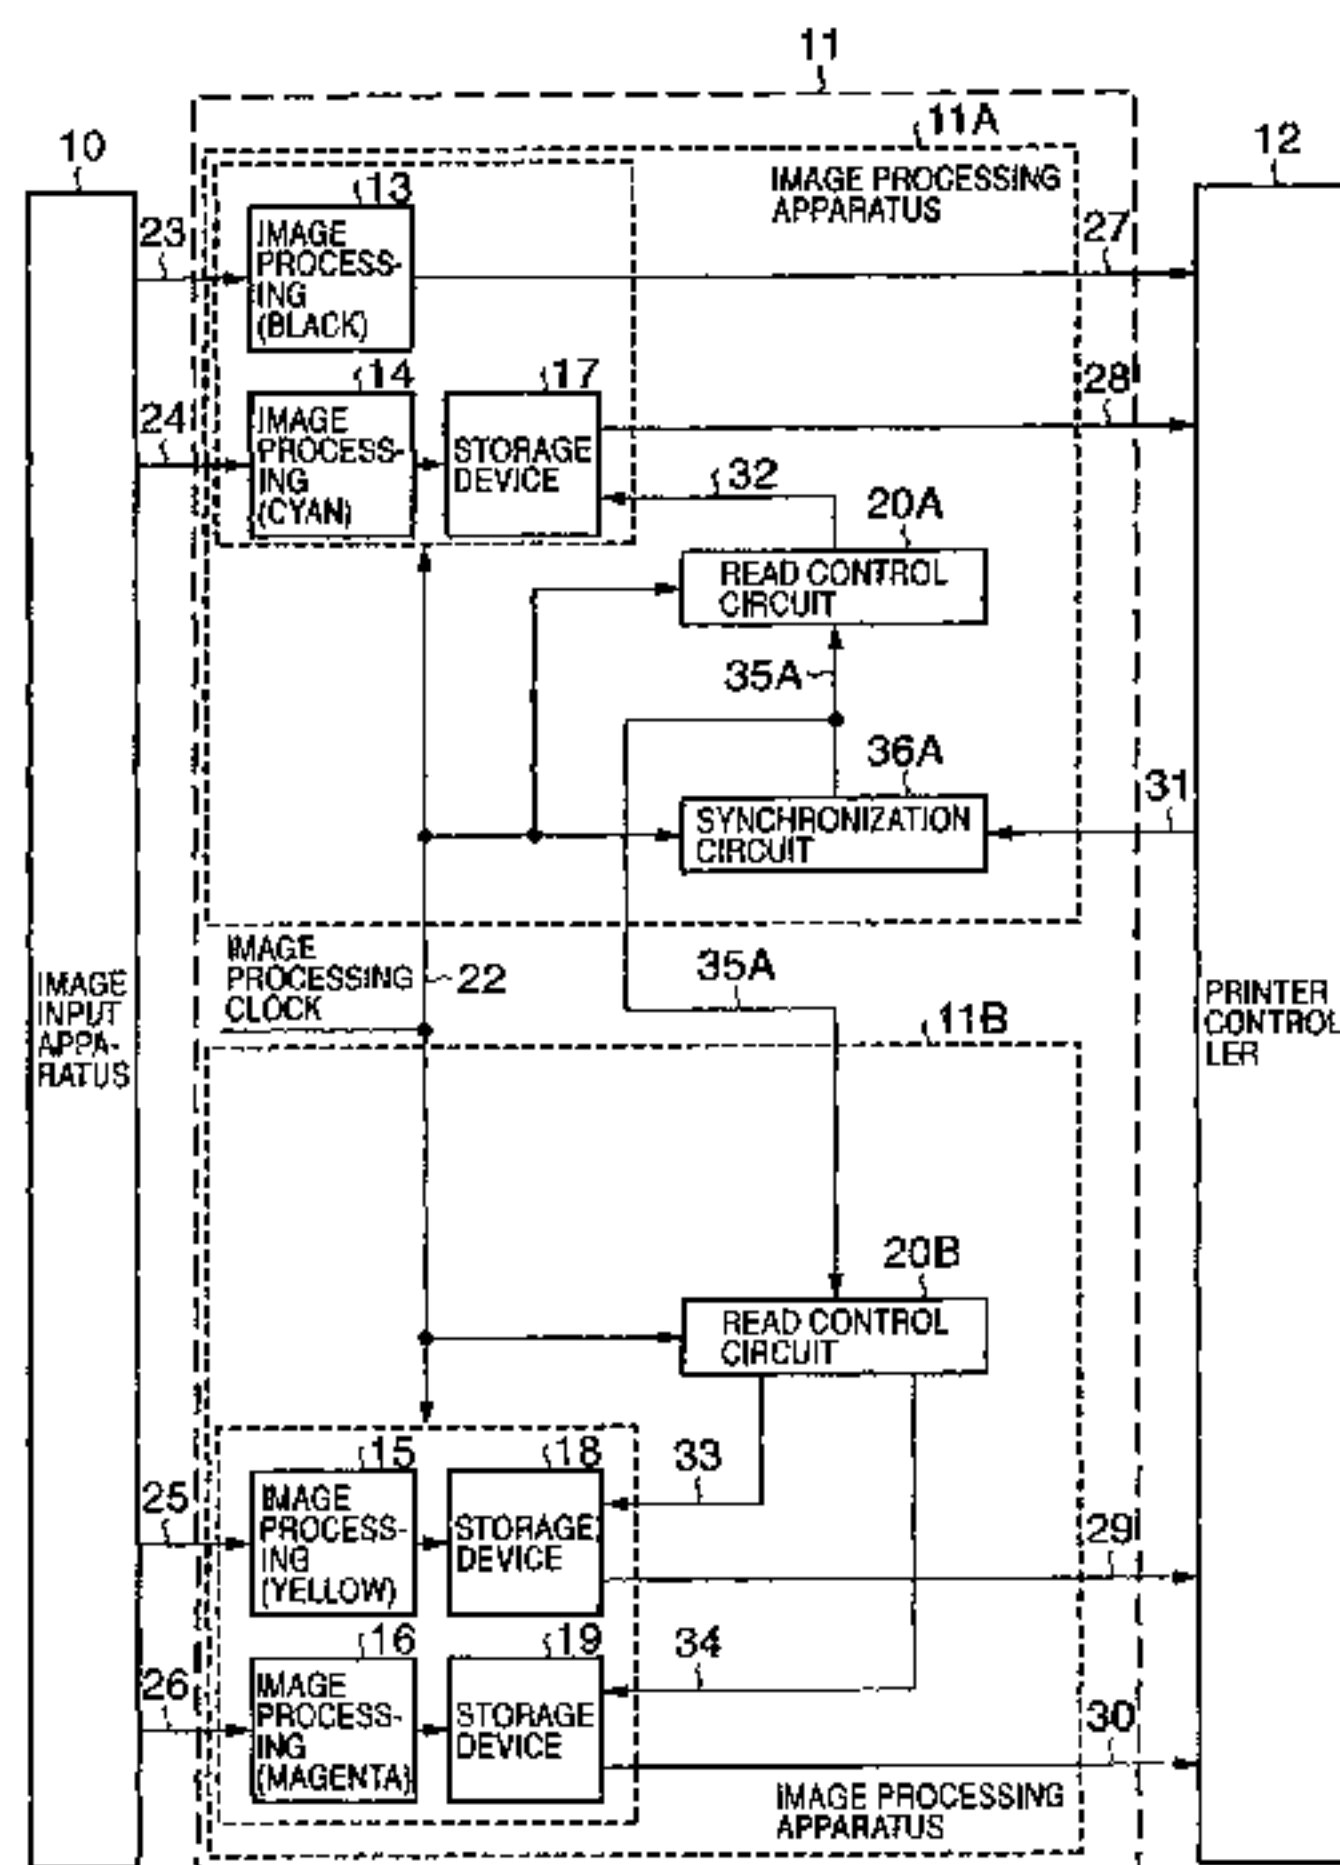 11
11A
10
12
IMAGE PROCESSING
APPARATUS
13
23
IMAGE
PROCESS-
ING
(BLACK)
27
14
17
28
24
IMAGE
PROCESS-
ING
(CYAN)
STORAGE
DEVICE
32
20A
READ CONTROL
CIRCUIT
35A
36A
31
SYNCHRONIZATION
CIRCUIT
IMAGE
PROCESSING
CLOCK
22
35A
IMAGE
INPUT
APPA-
RATUS
PRINTER
CONTROL
LER
11B
20B
READ CONTROL
CIRCUIT
15
18
33
25
IMAGE
PROCESS-
ING
(YELLOW)
STORAGE
DEVICE
29
16
19
34
26
IMAGE
PROCESS-
ING
(MAGENTA)
STORAGE
DEVICE
30
IMAGE PROCESSING
APPARATUS